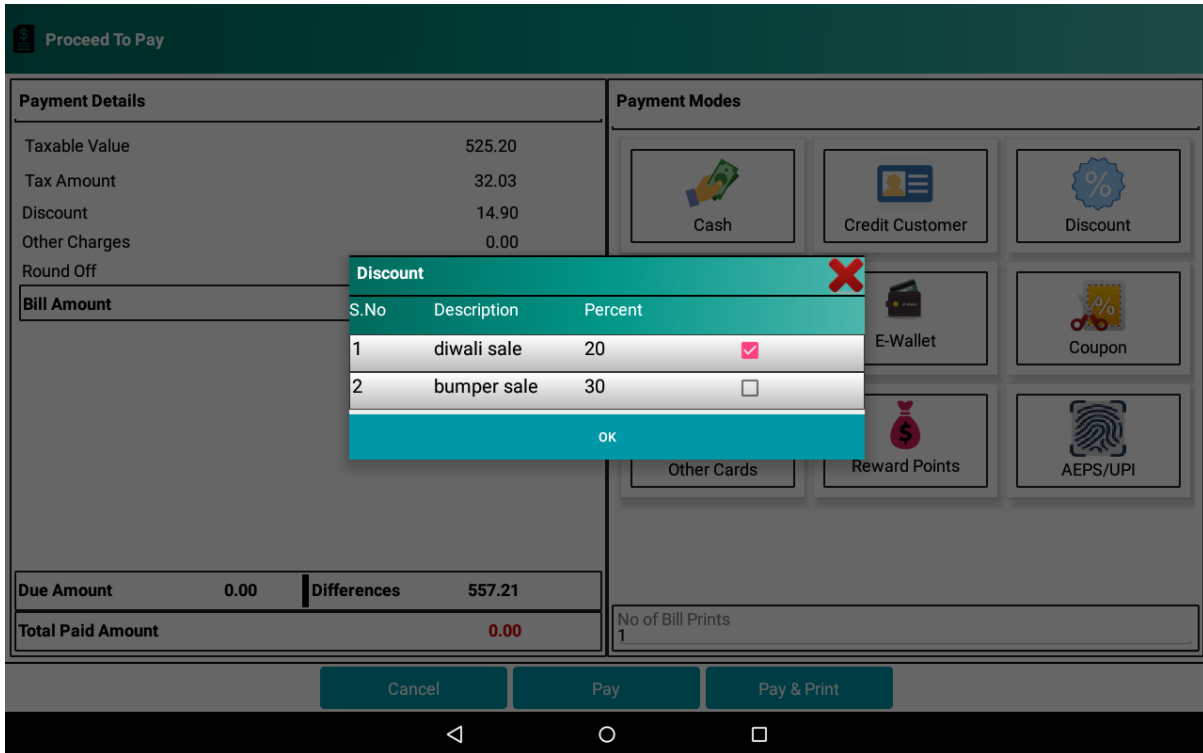 Proceed To Pay
Payment Details
Taxable Value 525.20
Tax Amount 32.03
Discount 14.90
Other Charges 0.00
Round Off
Bill Amount
Due Amount 0.00 Differences 557.21
Total Paid Amount 0.00
Payment Modes
Cash Credit Customer Discount
E-Wallet Coupon
Other Cards Reward Points AEPS/UPI
No of Bill Prints
1
Discount
S.No Description Percent
1 diwali sale 20
2 bumper sale 30
OK
Cancel Pay Pay & Print